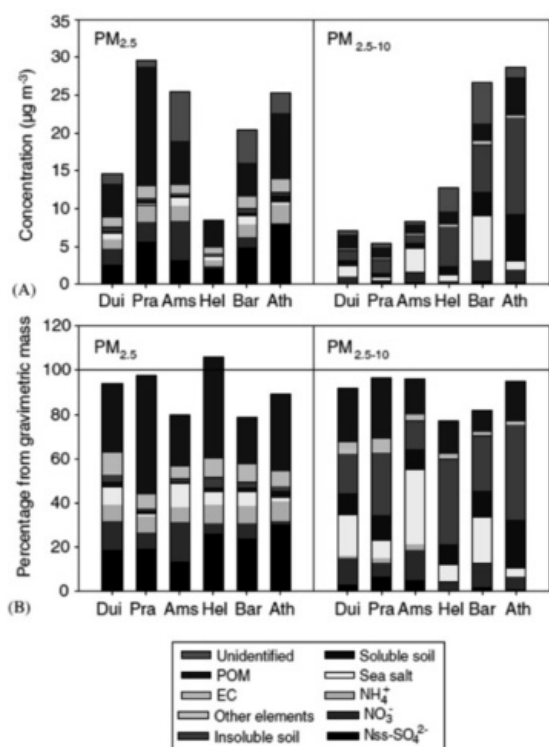 PM2.5
PM 2.5-10
35
30
25
20
15
10
5
0
Concentration (μg m-3)
(A)
Dui Pra Ams Hel Bar Ath
Dui Pra Ams Hel Bar Ath
PM2.5
PM2.5-10
120
100
80
60
40
20
0
Percentage from gravimetric mass
(B)
Dui Pra Ams Hel Bar Ath
Dui Pra Ams Hel Bar Ath
Unidentified
POM
EC
Other elements
Insoluble soil
Soluble soil
Sea salt
NH4+
NO3-
Nss-SO42-